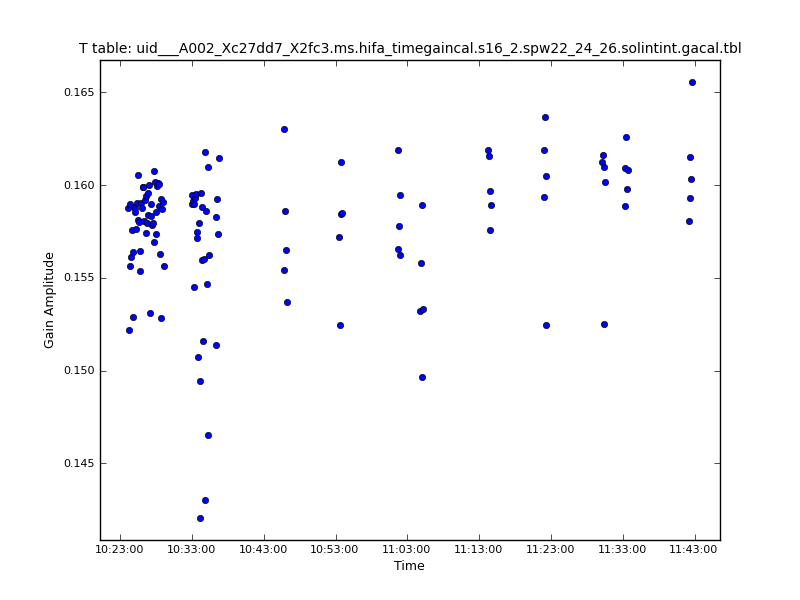 T table: uid___A002_Xc27dd7_X2fc3.ms.hifa_timegaincal.s16_2.spw22_24_26.solintint.gacal.tbl
0.165
0.160
0.155
0.150
0.145
Gain Amplitude
10:23:00 10:33:00 10:43:00 10:53:00 11:03:00 11:13:00 11:23:00 11:33:00 11:43:00
Time